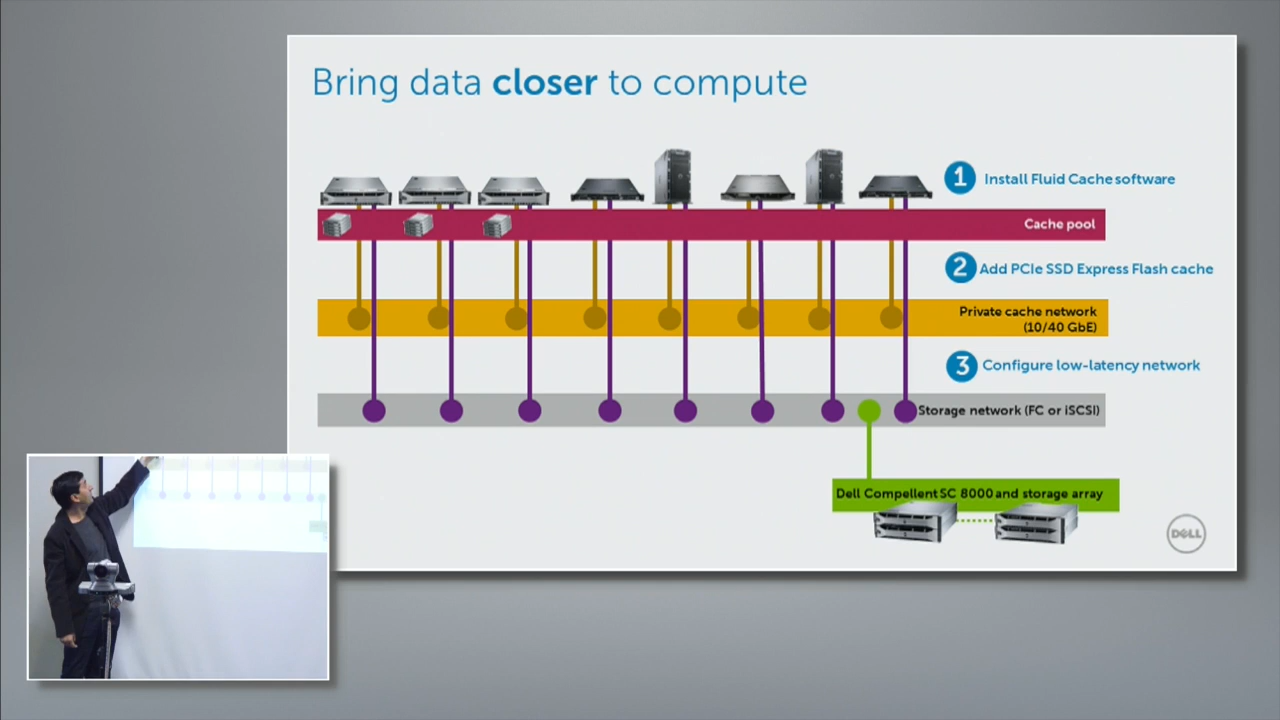 Bring data closer to compute
1 Install Fluid Cache software
Cache pool
2 Add PCIe SSD Express Flash cache
Private cache network
(10/40 GbE)
3 Configure low-latency network
Storage network (FC or iSCSI)
Dell Compellent SC 8000 and storage array
DELL